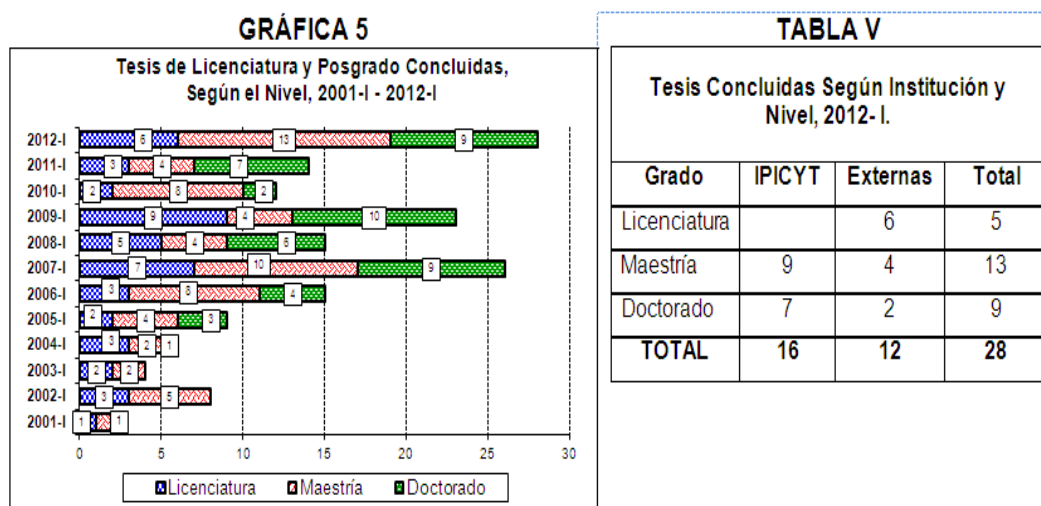 GRÁFICA 5
Tesis de Licenciatura y Posgrado Concluidas,
Según el Nivel, 2001-I - 2012-I
2012-I 6 13 9
2011-I 3 4 7
2010-I 2 8 2
2009-I 9 4 10
2008-I 5 4 6
2007-I 7 10 9
2006-I 3 8 4
2005-I 2 4 3
2004-I 3 2 1
2003-I 2 2
2002-I 3 5
2001-I 1 1
0 5 10 15 20 25 30
Licenciatura Maestría Doctorado
TABLA V
Tesis Concluidas Según Institución y
Nivel, 2012- I.
Grado IPICYT Externas Total
Licenciatura 6 5
Maestría 9 4 13
Doctorado 7 2 9
TOTAL 16 12 28